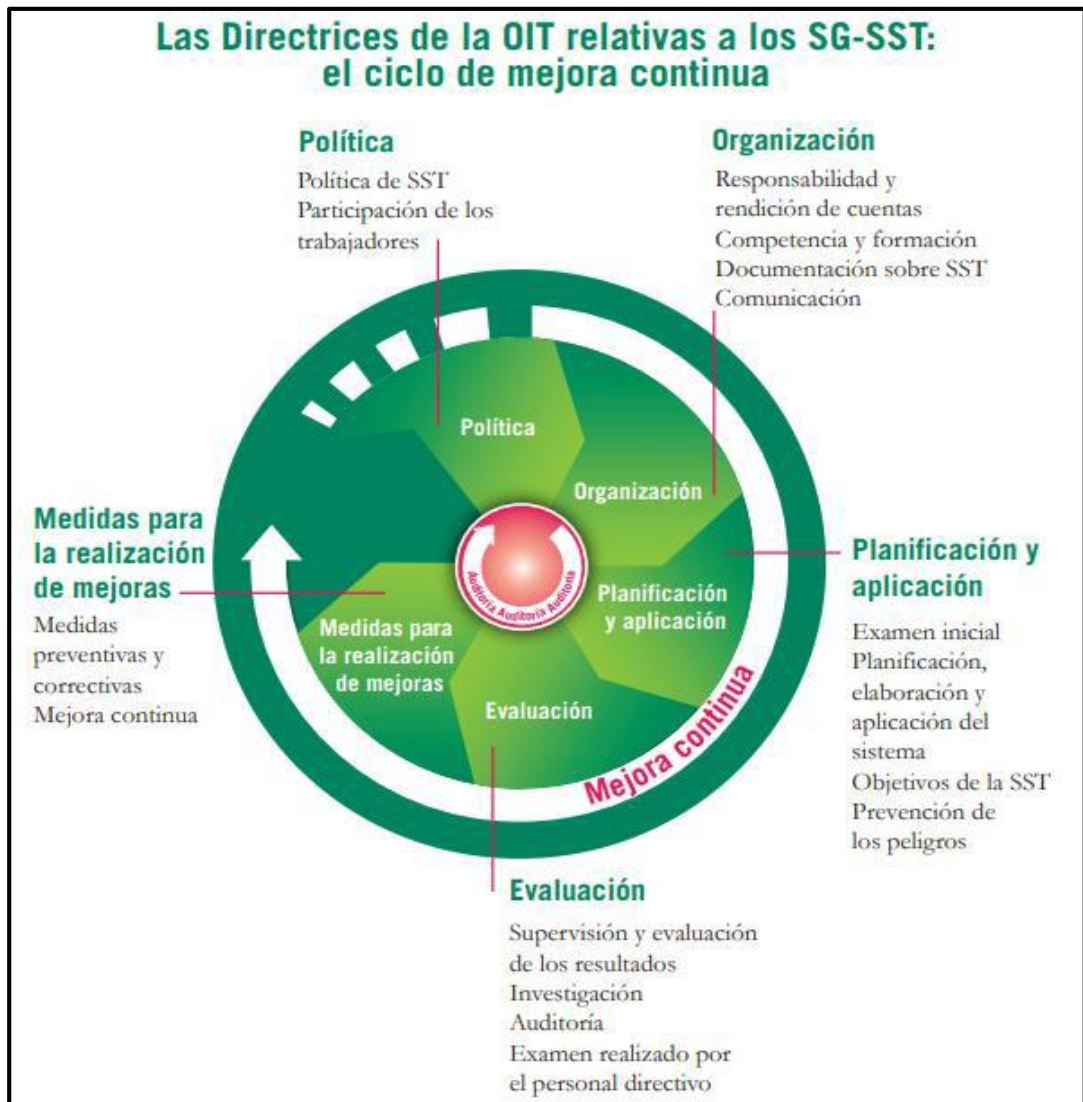 Las Directrices de la OIT relativas a los SG-SST:
el ciclo de mejora continua
Política
Política de SST
Participación de los
trabajadores
Organización
Responsabilidad y
rendición de cuentas
Competencia y formación
Documentación sobre SST
Comunicación
Política
Organización
Planificación
y aplicación
Evaluación
Medidas para
la realización
de mejoras
Auditoría Auditoría Auditoría
Mejora continua
Medidas para
la realización
de mejoras
Medidas
preventivas y
correctivas
Mejora continua
Planificación y
aplicación
Examen inicial
Planificación,
elaboración y
aplicación del
sistema
Objetivos de la SST
Prevención de
los peligros
Evaluación
Supervisión y evaluación
de los resultados
Investigación
Auditoría
Examen realizado por
el personal directivo